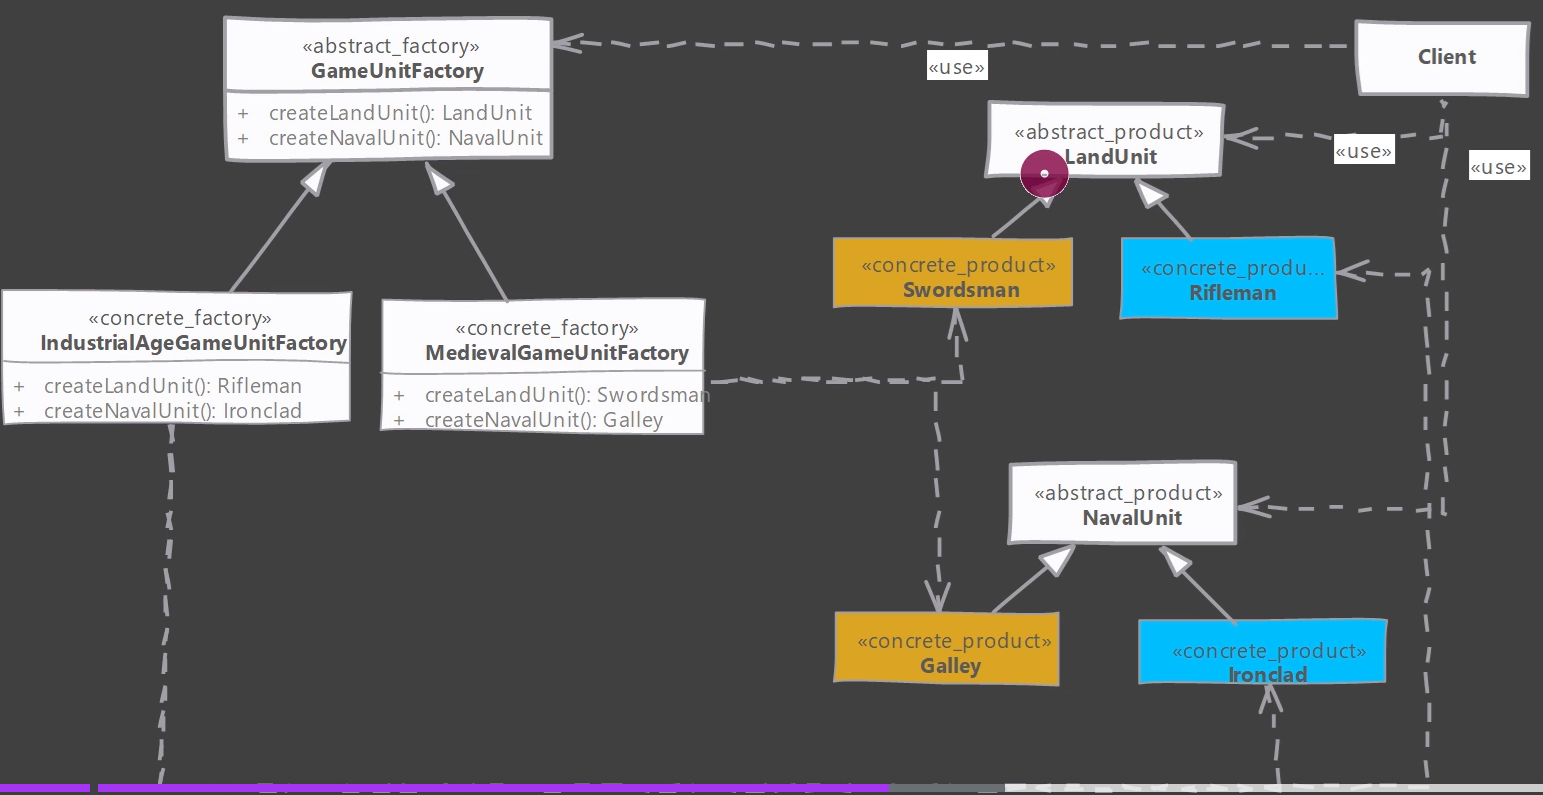 «abstract_factory»
GameUnitFactory
+ createLandUnit(): LandUnit
+ createNavalUnit(): NavalUnit
«use»
Client
«abstract_product»
LandUnit
«use»
«use»
«concrete_product»
Swordsman
«concrete_produ...
Rifleman
«concrete_factory»
IndustrialAgeGameUnitFactory
+ createLandUnit(): Rifleman
+ createNavalUnit(): Ironclad
«concrete_factory»
MedievalGameUnitFactory
+ createLandUnit(): Swordsman
+ createNavalUnit(): Galley
«abstract_product»
NavalUnit
«concrete_product»
Galley
«concrete_product»
Ironclad